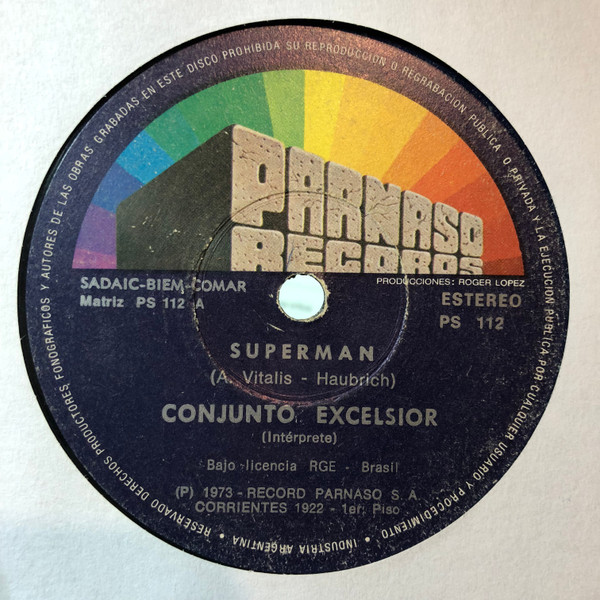 RESERVADO DERECHOS PRODUCTORES FONOGRAFICOS Y AUTORES DE LAS OBRAS GRABADAS EN ESTE DISCO PROHIBIDA SU REPRODUCCION O REGRABACION PUBLICA O PRIVADA Y LA EJECUCION PUBLICA POR CUALQUIER USUARIO Y PROCEDIMIENTO • INDUSTRIA ARGENTINA •
PARNASO
RECORDS
SADAIC-BIEM-COMAR
PRODUCCIONES: ROGER LOPEZ
Matriz PS 112 A
ESTEREO
PS 112
SUPERMAN
(A. Vitalis - Haubrich)
CONJUNTO EXCELSIOR
(Intérprete)
Bajo licencia RGE - Brasil
(P) 1973 - RECORD PARNASO S. A.
CORRIENTES 1922 - 1er. Piso